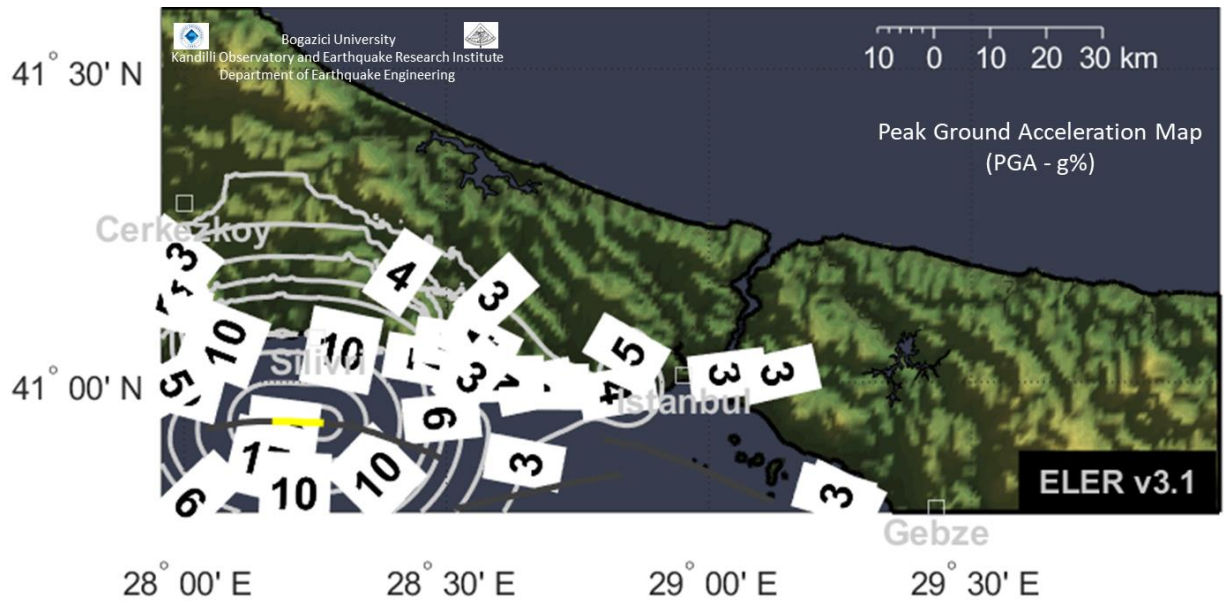 Bogazici University
Kandilli Observatory and Earthquake Research Institute
Department of Earthquake Engineering
10 0 10 20 30 km
41° 30' N
Peak Ground Acceleration Map
(PGA - g%)
Cerkezkoy
3
4
3
10
10
5
Silivri
5
3
4
3
3
41° 00' N
Istanbul
6
10
3
6
10
3
ELER v3.1
Gebze
28° 00' E
28° 30' E
29° 00' E
29° 30' E